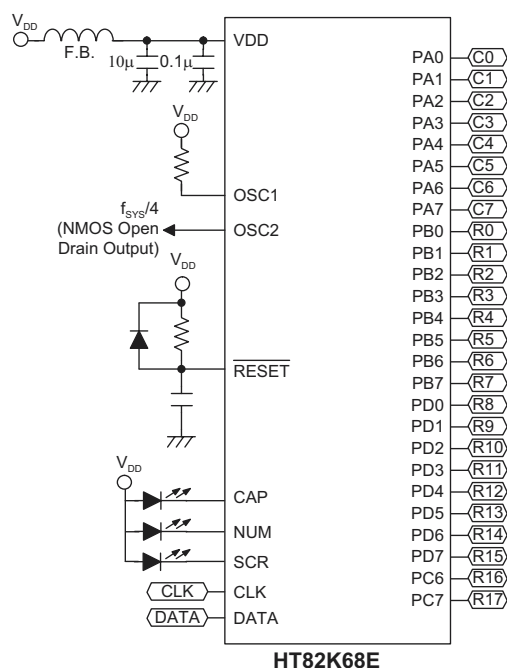 VDD
F.B.
10µ
0.1µ
VDD
VDD
OSC1
fSYS/4
(NMOS Open
Drain Output)
OSC2
VDD
RESET
VDD
CAP
NUM
SCR
CLK
CLK
DATA
DATA
PA0 C0
PA1 C1
PA2 C2
PA3 C3
PA4 C4
PA5 C5
PA6 C6
PA7 C7
PB0 R0
PB1 R1
PB2 R2
PB3 R3
PB4 R4
PB5 R5
PB6 R6
PB7 R7
PD0 R8
PD1 R9
PD2 R10
PD3 R11
PD4 R12
PD5 R13
PD6 R14
PD7 R15
PC6 R16
PC7 R17
HT82K68E